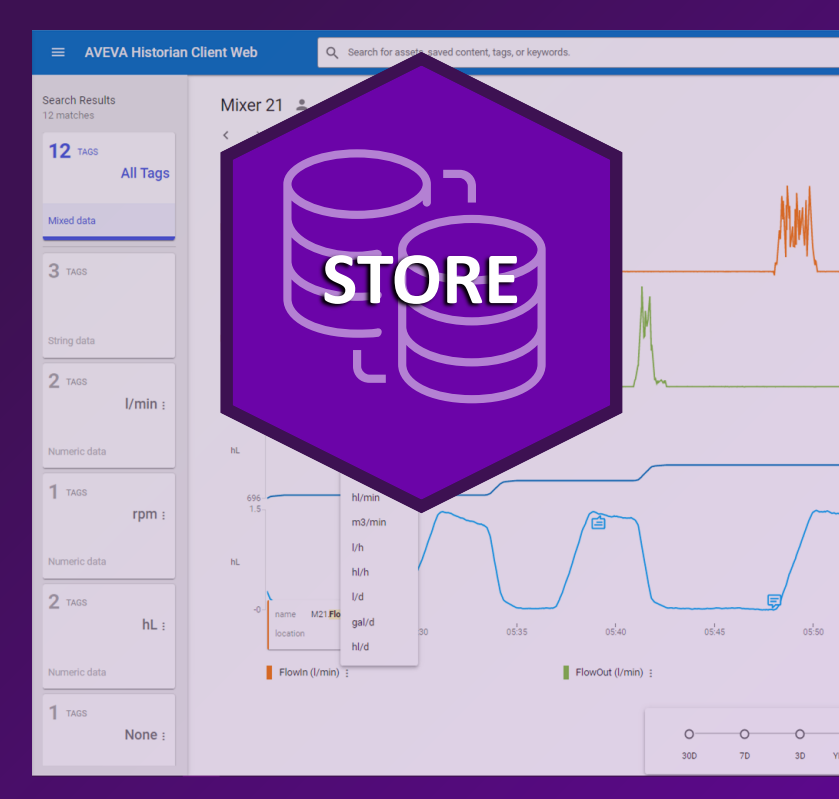 AVEVA Historian Client Web
Search for assets, saved content, tags, or keywords.
Search Results
12 matches
12 TAGS
All Tags
Mixed data
3 TAGS
String data
2 TAGS
l/min
Numeric data
1 TAGS
rpm
Numeric data
2 TAGS
hL
Numeric data
1 TAGS
None
Mixer 21
STORE
hL
696
1.5
hL
-0
hl/min
m3/min
l/h
hl/h
l/d
gal/d
hl/d
name M21.Flo
location
30 05:35 05:40 05:45 05:50
FlowIn (l/min) FlowOut (l/min)
30D 7D 3D